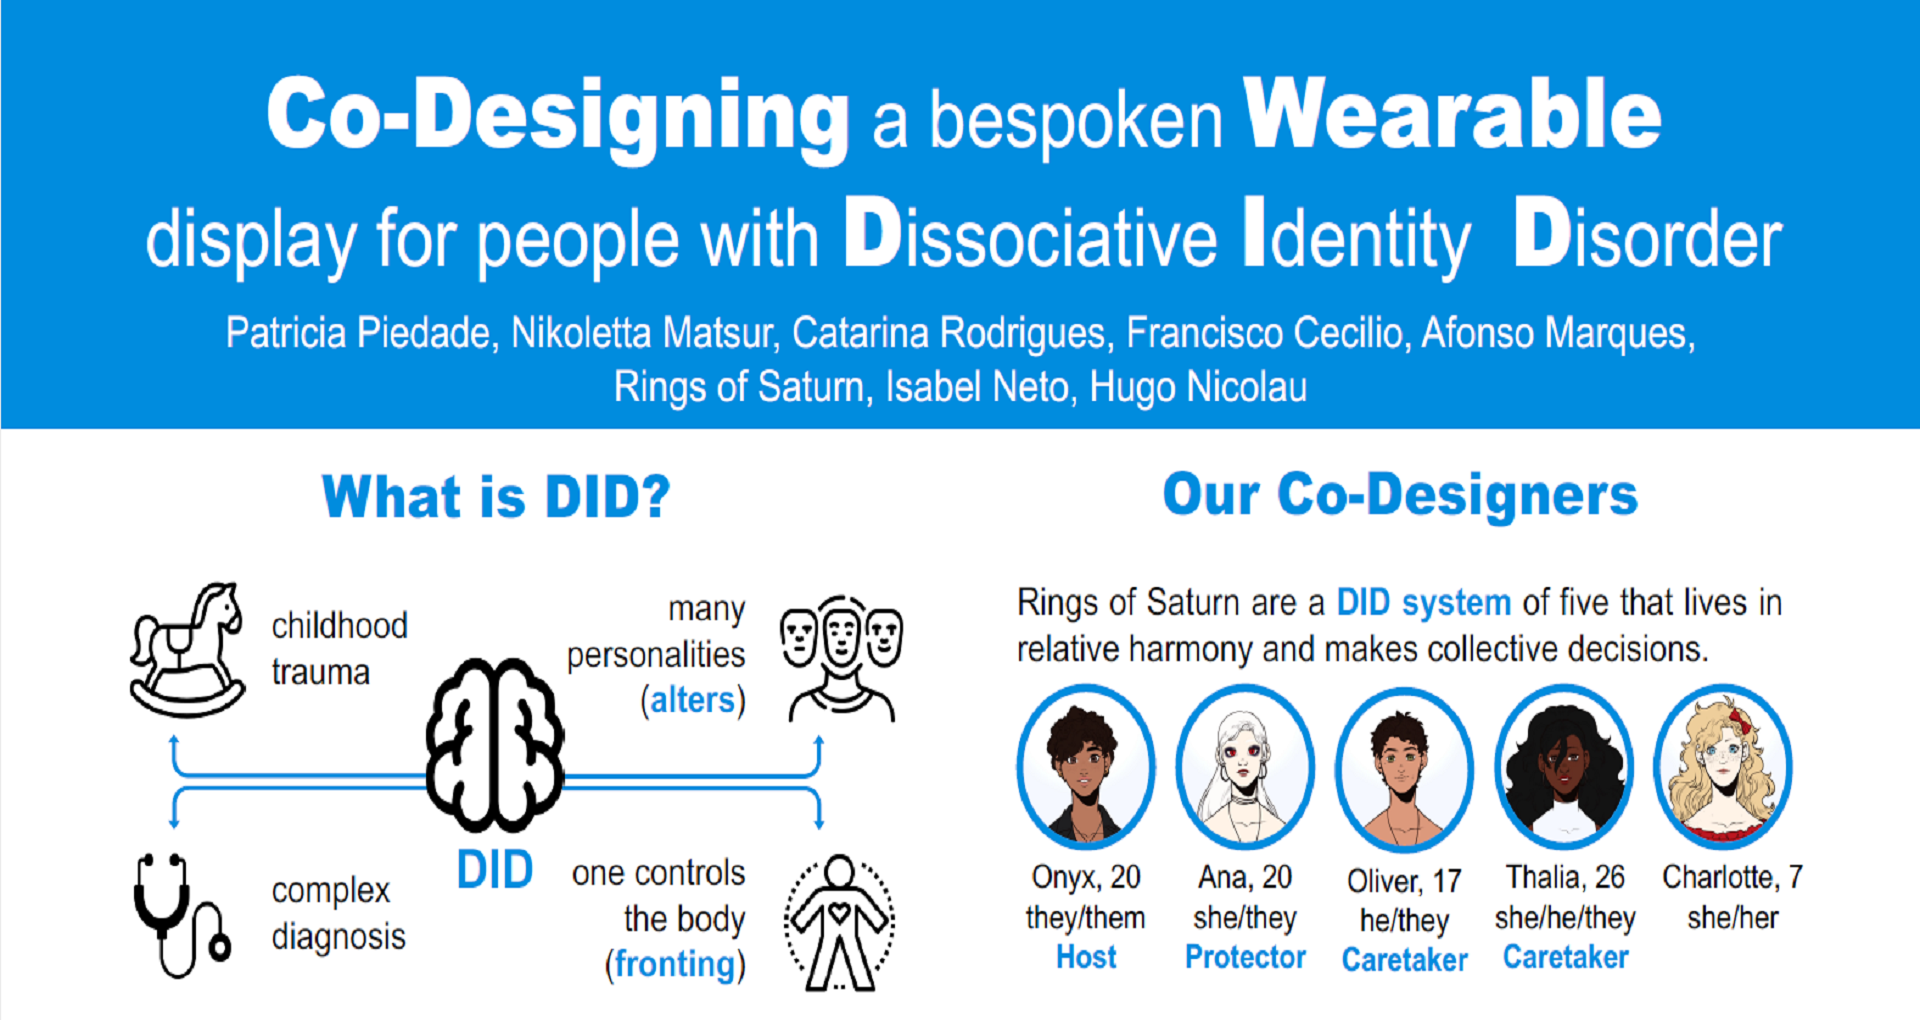 Co-Designing a bespoken Wearable
display for people with Dissociative Identity Disorder
Patricia Piedade, Nikoletta Matsur, Catarina Rodrigues, Francisco Cecilio, Afonso Marques,
Rings of Saturn, Isabel Neto, Hugo Nicolau
What is DID?
childhood
trauma
many
personalities
(alters)
DID
complex
diagnosis
one controls
the body
(fronting)
Our Co-Designers
Rings of Saturn are a DID system of five that lives in
relative harmony and makes collective decisions.
Onyx, 20
they/them
Host
Ana, 20
she/they
Protector
Oliver, 17
he/they
Caretaker
Thalia, 26
she/he/they
Caretaker
Charlotte, 7
she/her